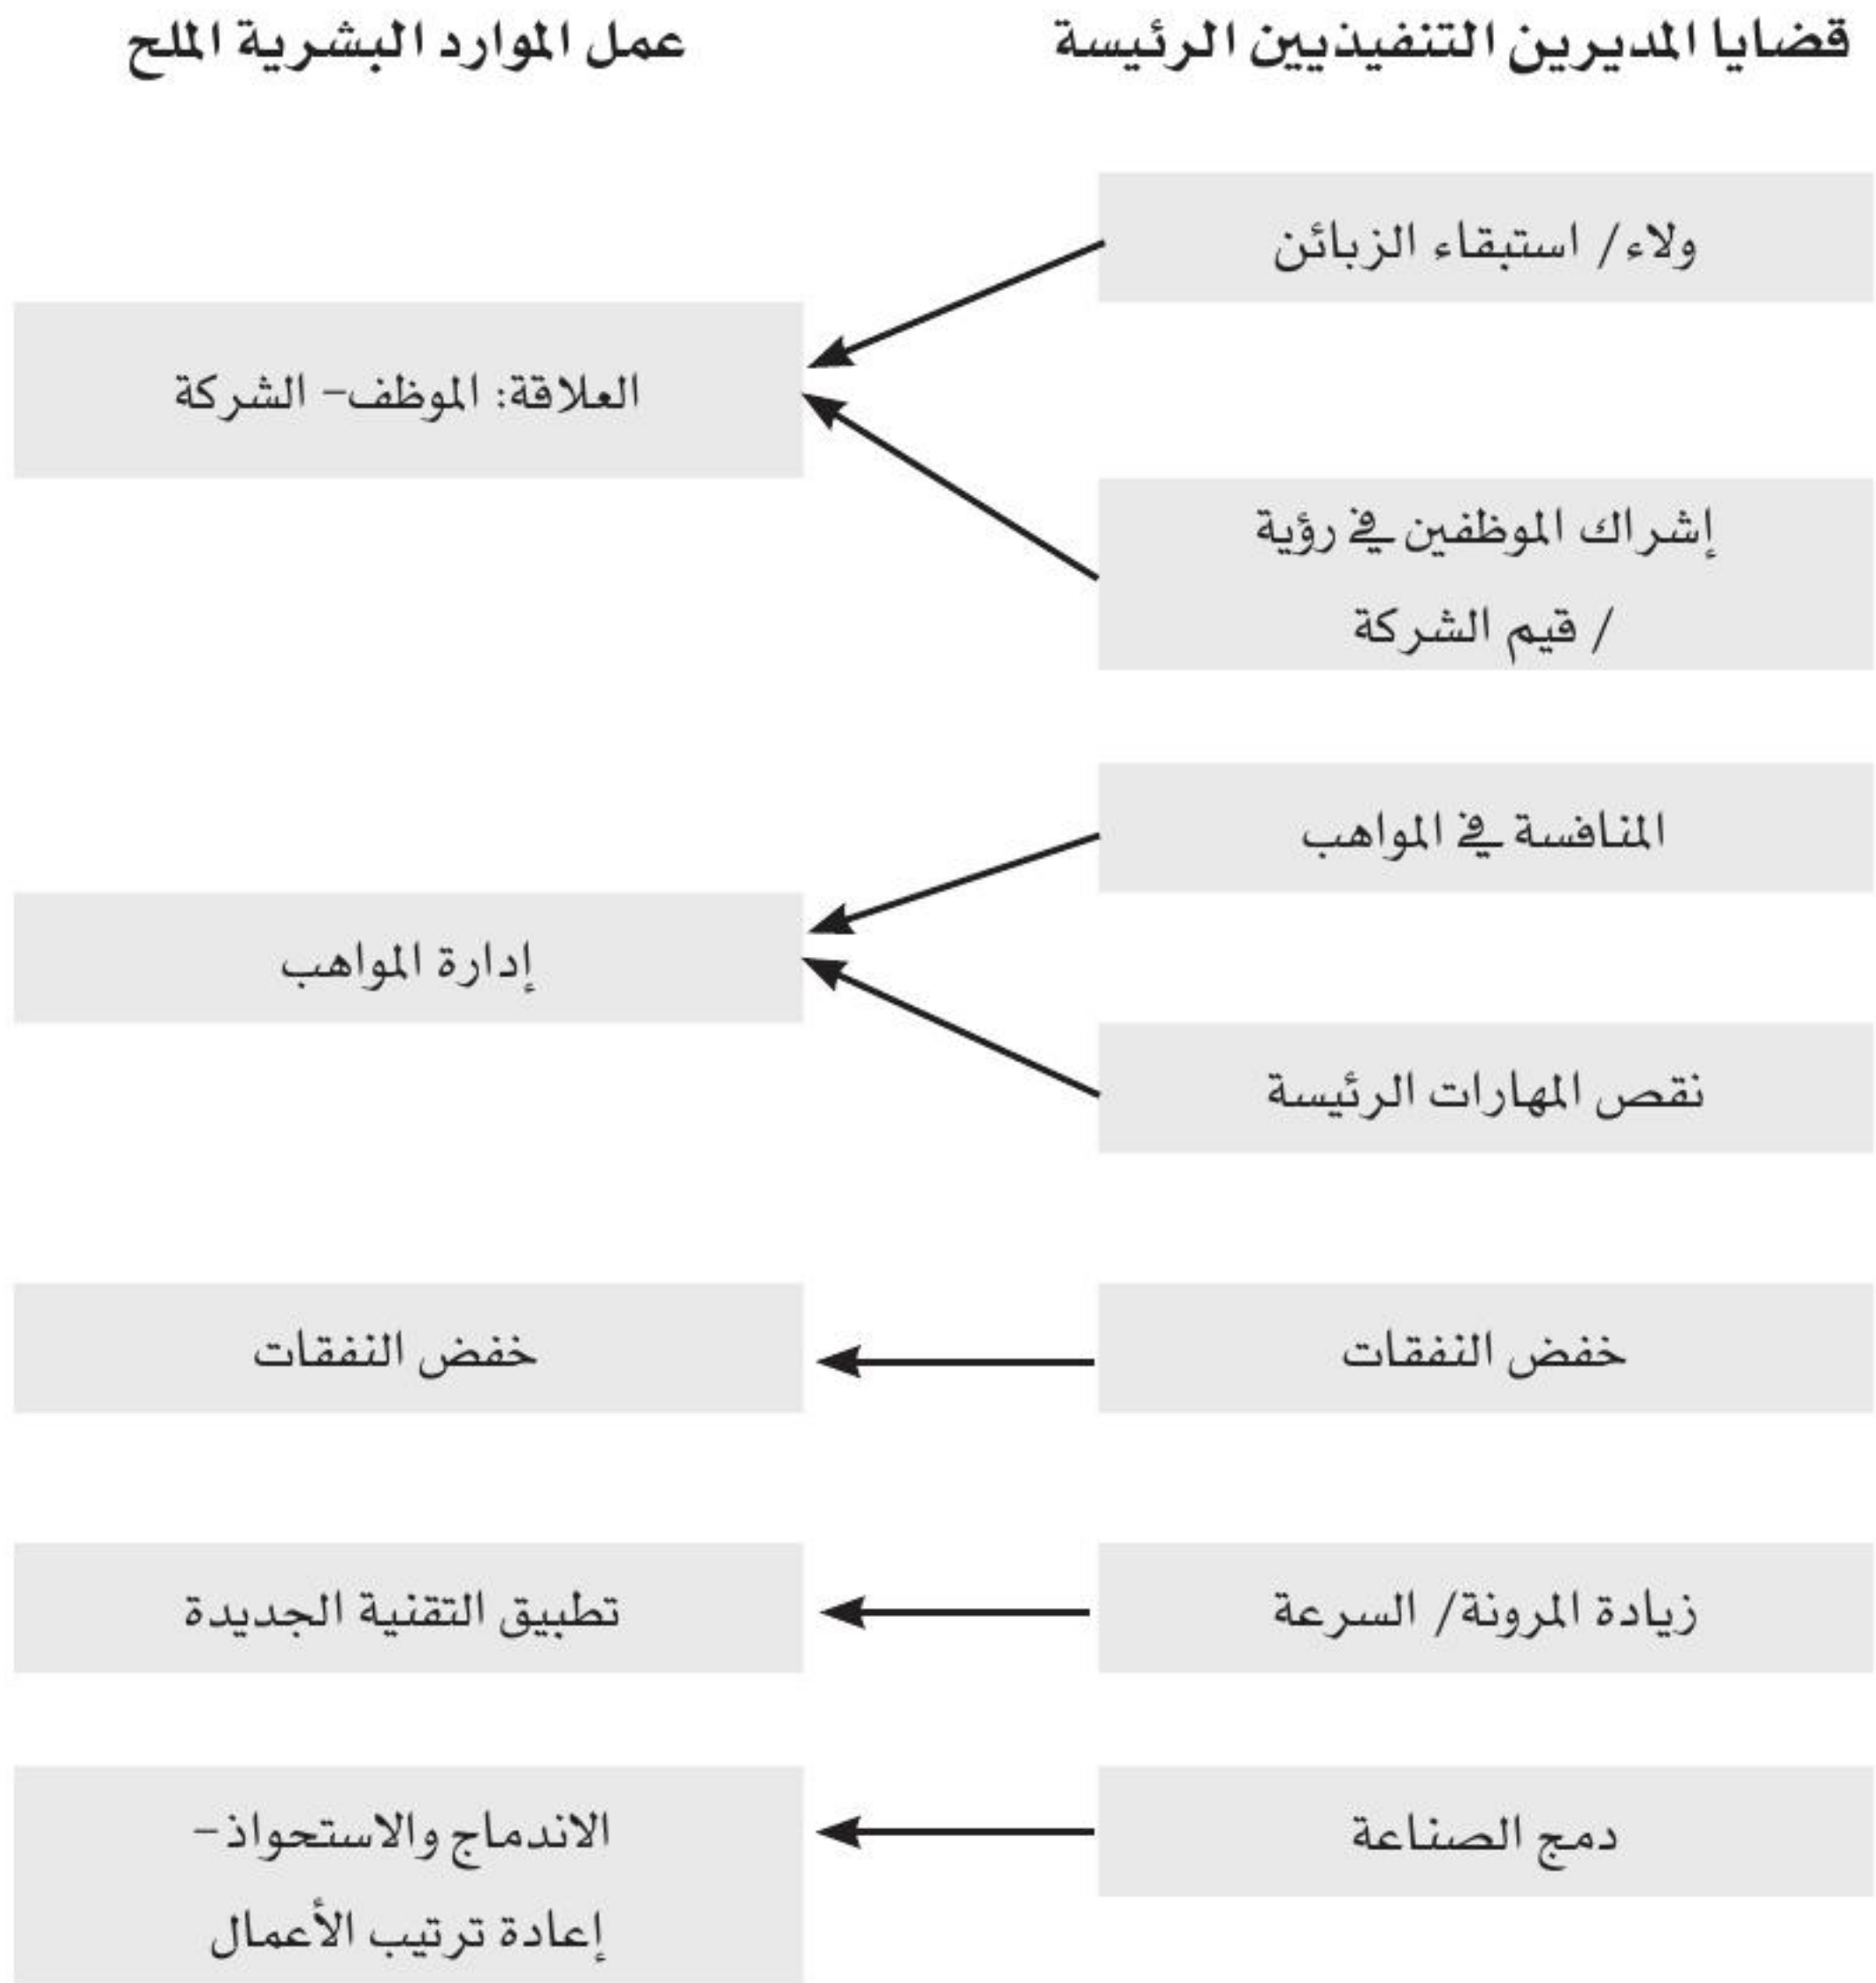 قضايا المديرين التنفيذيين الرئيسة
عمل الموارد البشرية الملح
ولاء/ استبقاء الزبائن
العلاقة: الموظف- الشركة
إشراك الموظفين في رؤية
/ قيم الشركة
المنافسة في المواهب
إدارة المواهب
نقص المهارات الرئيسة
خفض النفقات
خفض النفقات
زيادة المرونة/ السرعة
تطبيق التقنية الجديدة
دمج الصناعة
الاندماج والاستحواذ-
إعادة ترتيب الأعمال